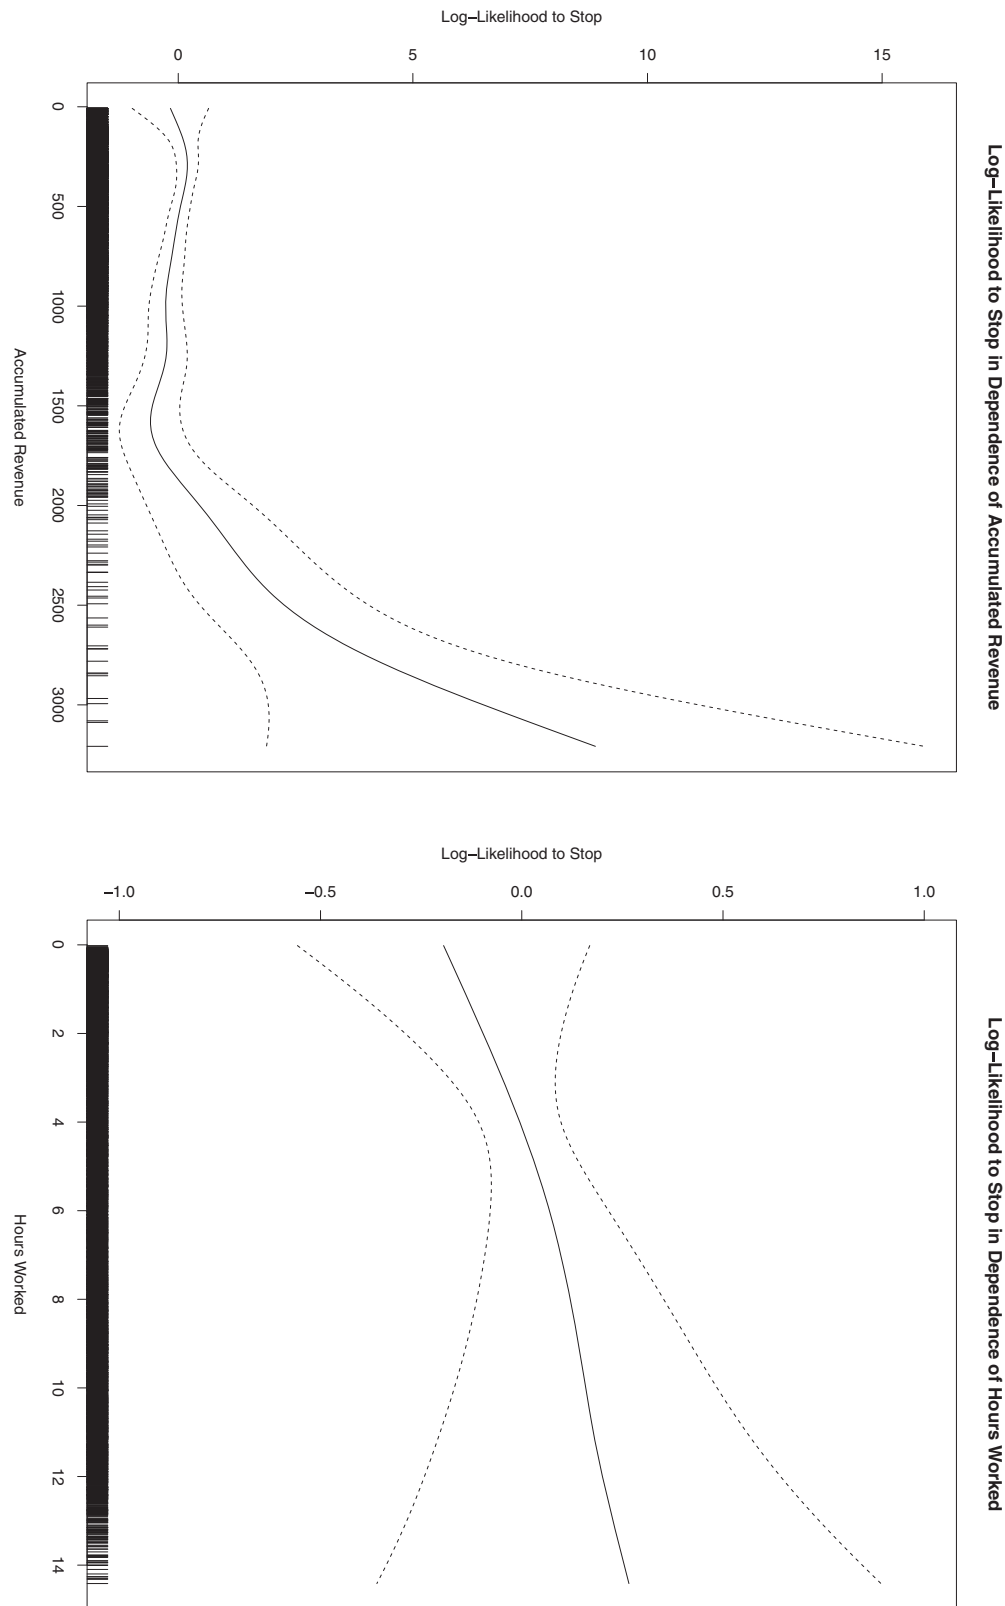 Log–Likelihood to Stop in Dependence of Accumulated Revenue
Log–Likelihood to Stop
0 5 10 15
0 500 1000 1500 2000 2500 3000
Accumulated Revenue
Log–Likelihood to Stop in Dependence of Hours Worked
Log–Likelihood to Stop
–1.0 –0.5 0.0 0.5 1.0
0 2 4 6 8 10 12 14
Hours Worked